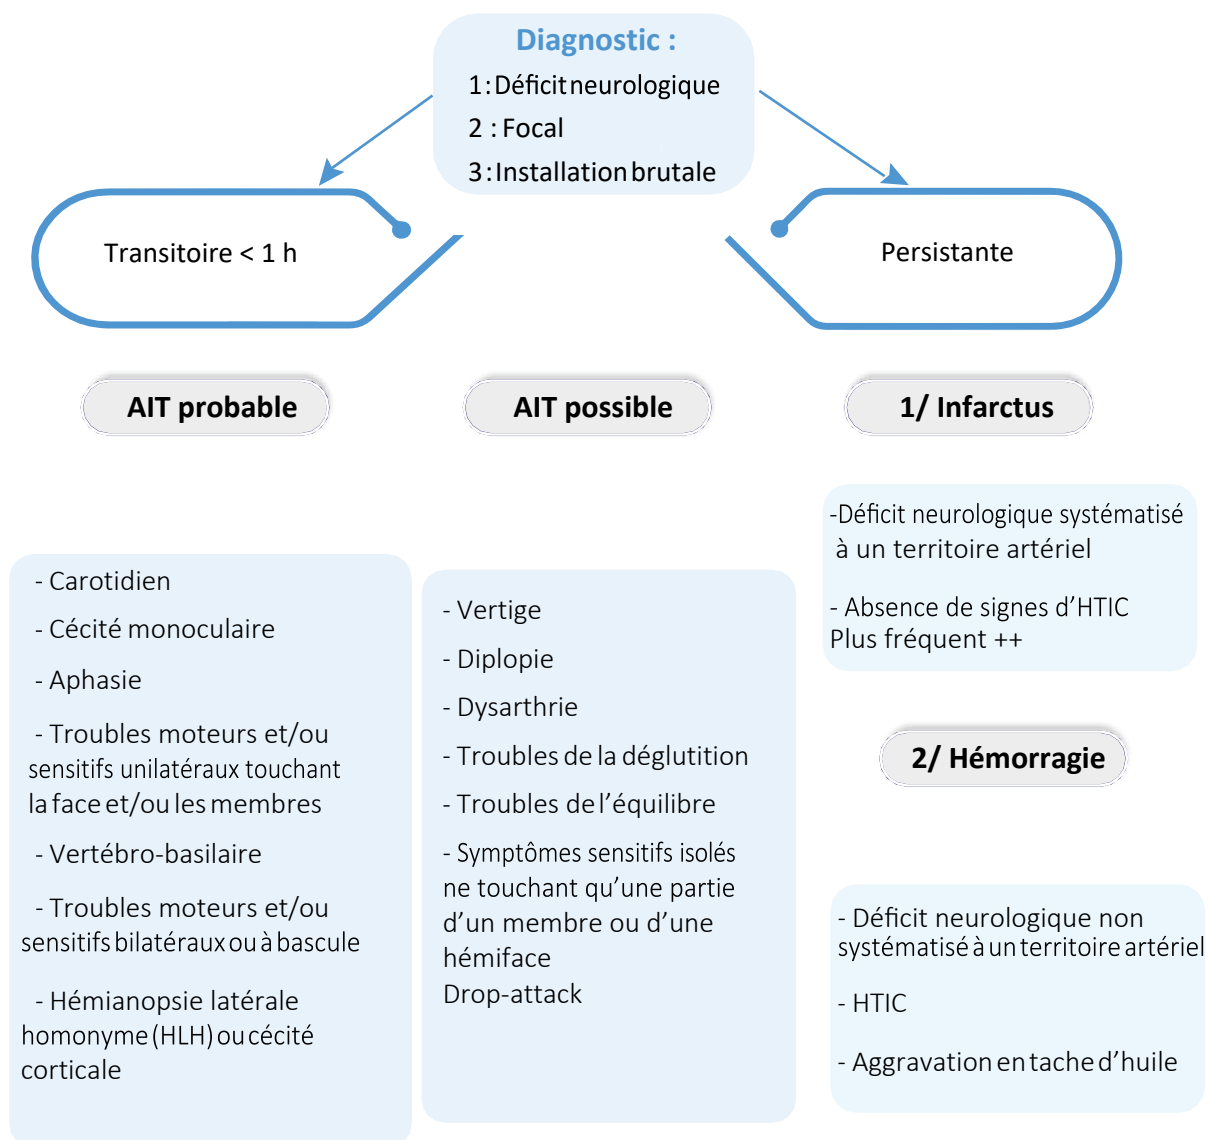 Diagnostic :
1 : Déficit neurologique
2 : Focal
3 : Installation brutale
Transitoire < 1 h
Persistante
AIT probable
- Carotidien
- Cécité monoculaire
- Aphasie
- Troubles moteurs et/ou
sensitifs unilatéraux touchant
la face et/ou les membres
- Vertébro-basilaire
- Troubles moteurs et/ou
sensitifs bilatéraux ou à bascule
- Hémianopsie latérale
homonyme (HLH) ou cécité
corticale
AIT possible
- Vertige
- Diplopie
- Dysarthrie
- Troubles de la déglutition
- Troubles de l’équilibre
- Symptômes sensitifs isolés
ne touchant qu’une partie
d’un membre ou d’une
hémiface
Drop-attack
1/ Infarctus
-Déficit neurologique systématisé
à un territoire artériel
- Absence de signes d’HTIC
Plus fréquent ++
2/ Hémorragie
- Déficit neurologique non
systématisé à un territoire artériel
- HTIC
- Aggravation en tache d’huile